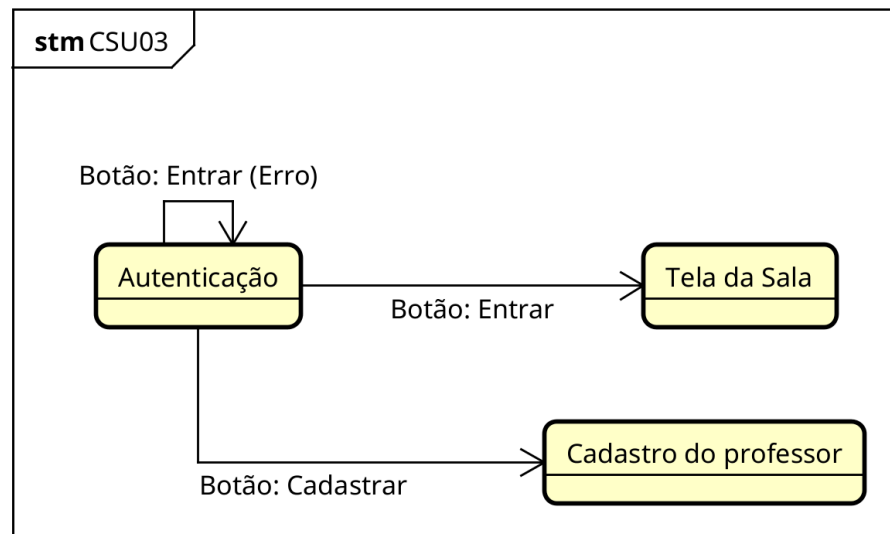 stm CSU03
Botão: Entrar (Erro)
Autenticação
Tela da Sala
Botão: Entrar
Cadastro do professor
Botão: Cadastrar